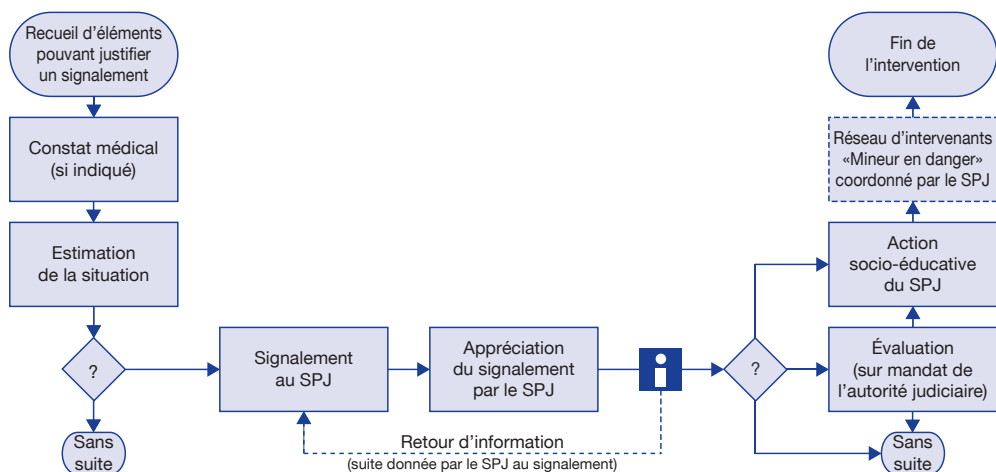 Recueil d’éléments
pouvant justifier
un signalement
Constat médical
(si indiqué)
Estimation
de la situation
?
Sans
suite
Signalement
au SPJ
Appréciation
du signalement
par le SPJ
i
Retour d’information
(suite donnée par le SPJ au signalement)
?
Fin de
l’intervention
Réseau d’intervenants
«Mineur en danger»
coordonné par le SPJ
Action
socio-éducative
du SPJ
Évaluation
(sur mandat de
l’autorité judiciaire)
Sans
suite